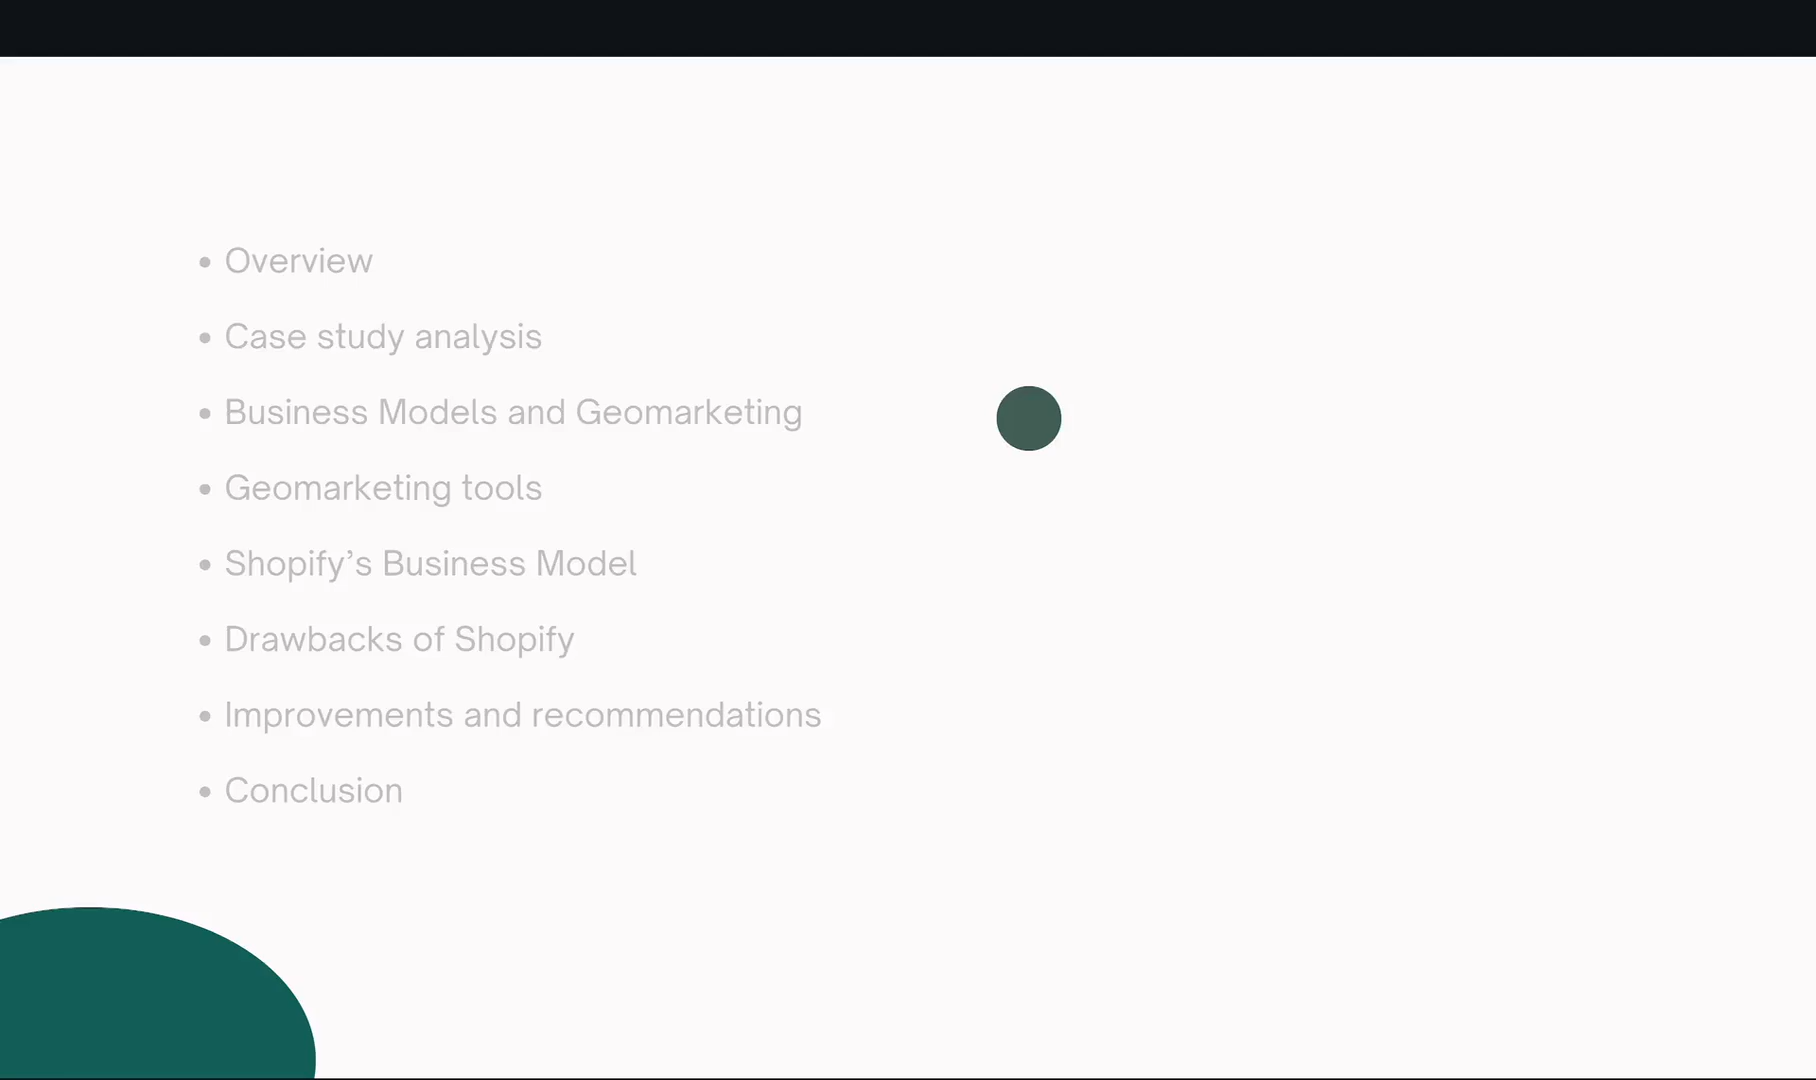 • Overview
• Case study analysis
• Business Models and Geomarketing
• Geomarketing tools
• Shopify’s Business Model
• Drawbacks of Shopify
• Improvements and recommendations
• Conclusion